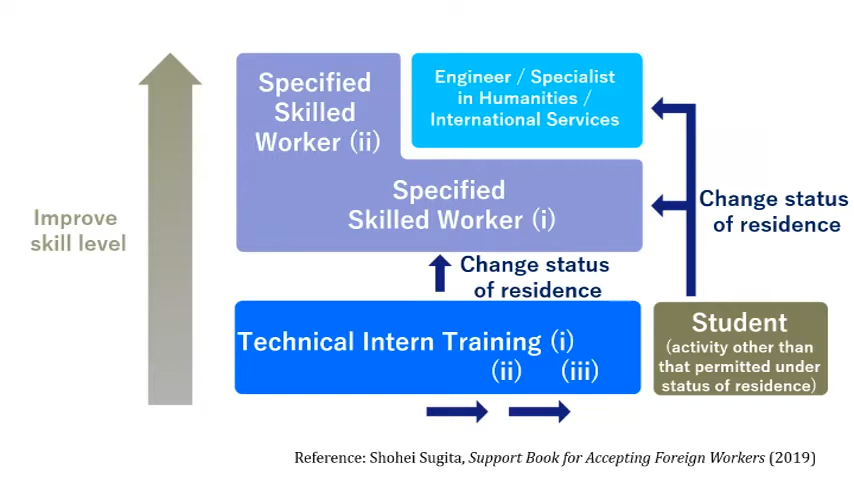 Specified
Skilled
Worker (ii)
Engineer / Specialist
in Humanities /
International Services
Specified
Skilled Worker (i)
Improve
skill level
Change status
of residence
Change status
of residence
Technical Intern Training (i)
(ii) (iii)
Student
(activity other than
that permitted under
status of residence)
Reference: Shohei Sugita, Support Book for Accepting Foreign Workers (2019)